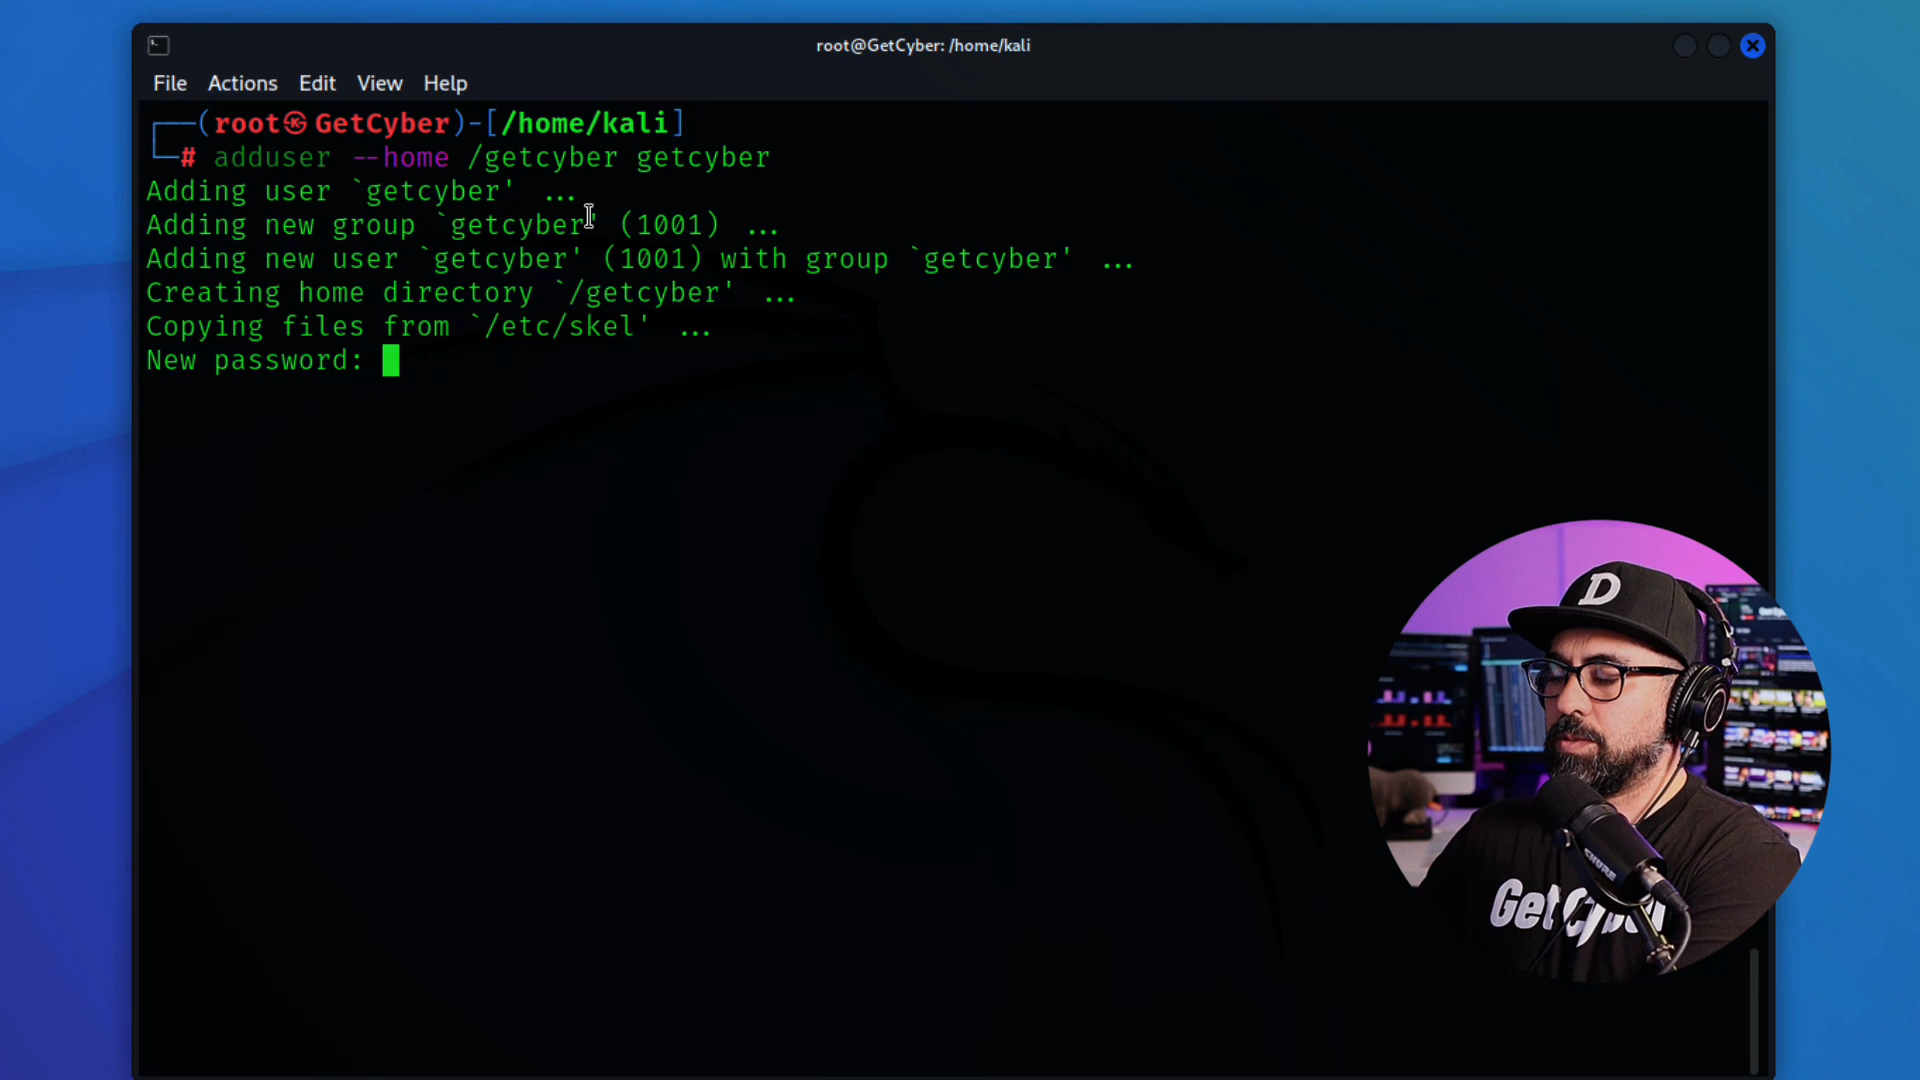 root@GetCyber: /home/kali
File Actions Edit View Help
┌──(root㉿GetCyber)-[/home/kali]
└─# adduser --home /getcyber getcyber
Adding user `getcyber' ...
Adding new group `getcyber' (1001) ...
Adding new user `getcyber' (1001) with group `getcyber' ...
Creating home directory `/getcyber' ...
Copying files from `/etc/skel' ...
New password:
D
SHURE
GetCyber